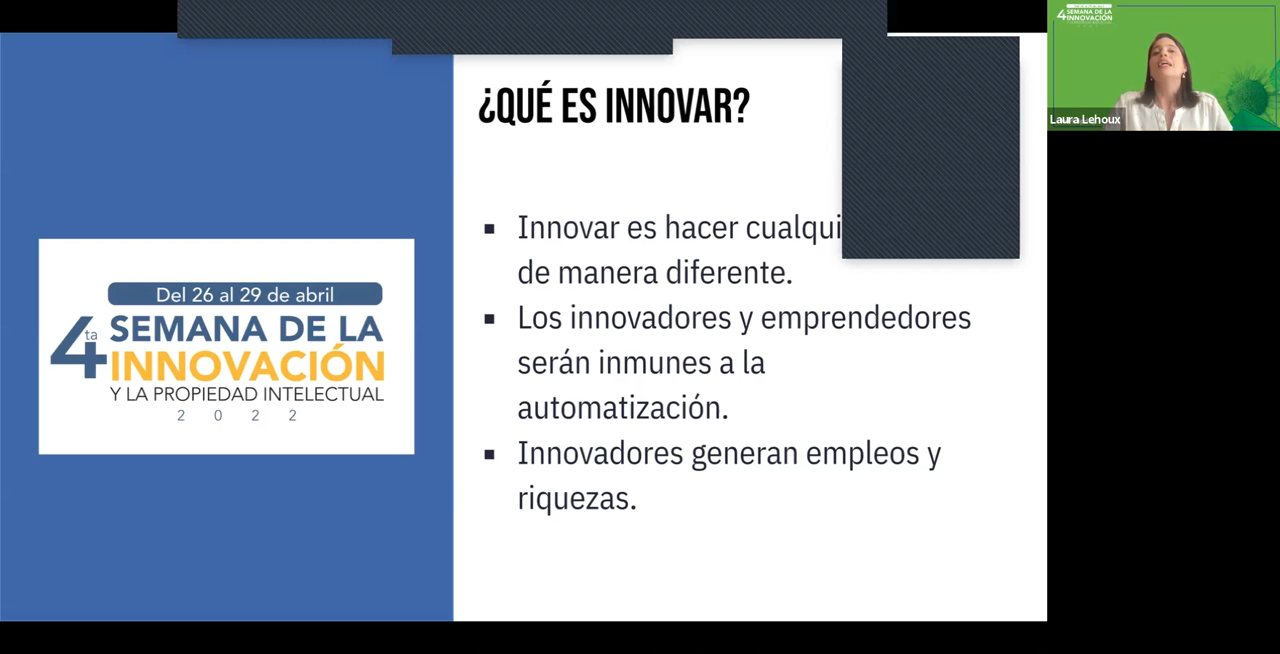 ¿QUÉ ES INNOVAR?
Innovar es hacer cualqui
de manera diferente.
Los innovadores y emprendedores
serán inmunes a la
automatización.
Innovadores generan empleos y
riquezas.
Del 26 al 29 de abril
4ta SEMANA DE LA
INNOVACIÓN
Y LA PROPIEDAD INTELECTUAL
2 0 2 2
4 SEMANA DE LA
INNOVACIÓN
Laura Lehoux